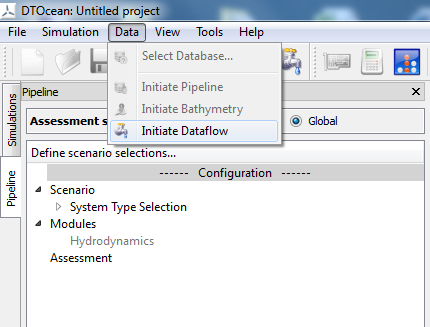 DTOcean: Untitled project
File Simulation Data View Tools Help
Select Database...
Initiate Pipeline
Initiate Bathymetry
Initiate Dataflow
Simulations
Pipeline
Pipeline
Assessment s
Global
Define scenario selections...
------ Configuration ------
Scenario
System Type Selection
Modules
Hydrodynamics
Assessment